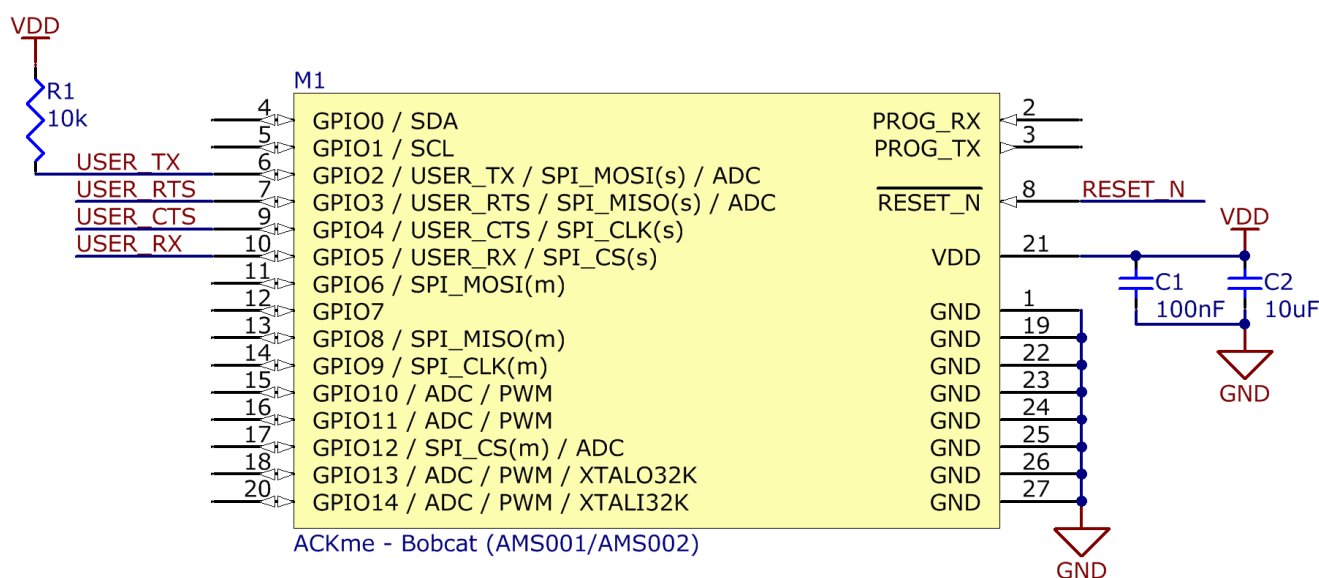 VDD
R1
10k
M1
4 GPIO0 / SDA
5 GPIO1 / SCL
USER_TX 6 GPIO2 / USER_TX / SPI_MOSI(s) / ADC
USER_RTS 7 GPIO3 / USER_RTS / SPI_MISO(s) / ADC
USER_CTS 9 GPIO4 / USER_CTS / SPI_CLK(s)
USER_RX 10 GPIO5 / USER_RX / SPI_CS(s)
11 GPIO6 / SPI_MOSI(m)
12 GPIO7
13 GPIO8 / SPI_MISO(m)
14 GPIO9 / SPI_CLK(m)
15 GPIO10 / ADC / PWM
16 GPIO11 / ADC / PWM
17 GPIO12 / SPI_CS(m) / ADC
18 GPIO13 / ADC / PWM / XTALO32K
20 GPIO14 / ADC / PWM / XTALI32K
PROG_RX 2
PROG_TX 3
RESET_N 8 RESET_N
VDD
VDD 21
C1
100nF
C2
10uF
GND
GND 1
GND 19
GND 22
GND 23
GND 24
GND 25
GND 26
GND 27
GND
ACKme - Bobcat (AMS001/AMS002)